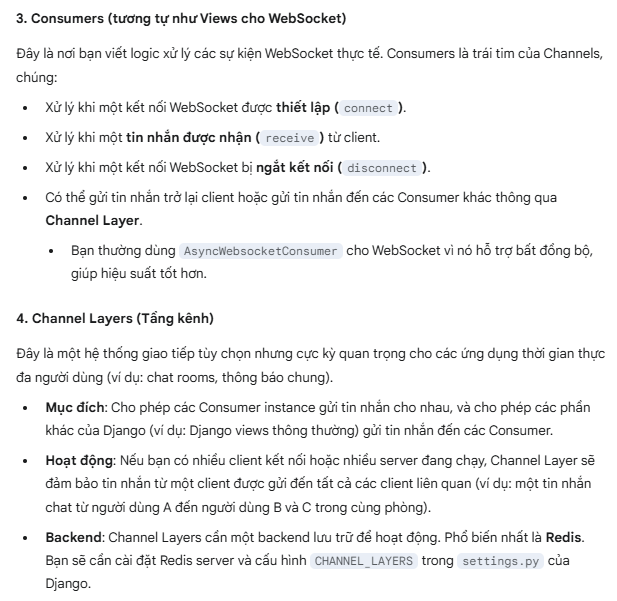 3. Consumers (tương tự như Views cho WebSocket)
Đây là nơi bạn viết logic xử lý các sự kiện WebSocket thực tế. Consumers là trái tim của Channels,
chúng:
• Xử lý khi một kết nối WebSocket được thiết lập ( connect ).
• Xử lý khi một tin nhắn được nhận ( receive ) từ client.
• Xử lý khi một kết nối WebSocket bị ngắt kết nối ( disconnect ).
• Có thể gửi tin nhắn trở lại client hoặc gửi tin nhắn đến các Consumer khác thông qua
Channel Layer.
• Bạn thường dùng AsyncWebsocketConsumer cho WebSocket vì nó hỗ trợ bất đồng bộ,
giúp hiệu suất tốt hơn.
4. Channel Layers (Tầng kênh)
Đây là một hệ thống giao tiếp tùy chọn nhưng cực kỳ quan trọng cho các ứng dụng thời gian thực
đa người dùng (ví dụ: chat rooms, thông báo chung).
• Mục đích: Cho phép các Consumer instance gửi tin nhắn cho nhau, và cho phép các phần
khác của Django (ví dụ: Django views thông thường) gửi tin nhắn đến các Consumer.
• Hoạt động: Nếu bạn có nhiều client kết nối hoặc nhiều server đang chạy, Channel Layer sẽ
đảm bảo tin nhắn từ một client được gửi đến tất cả các client liên quan (ví dụ: một tin nhắn
chat từ người dùng A đến người dùng B và C trong cùng phòng).
• Backend: Channel Layers cần một backend lưu trữ để hoạt động. Phổ biến nhất là Redis.
Bạn sẽ cần cài đặt Redis server và cấu hình CHANNEL_LAYERS trong settings.py của
Django.